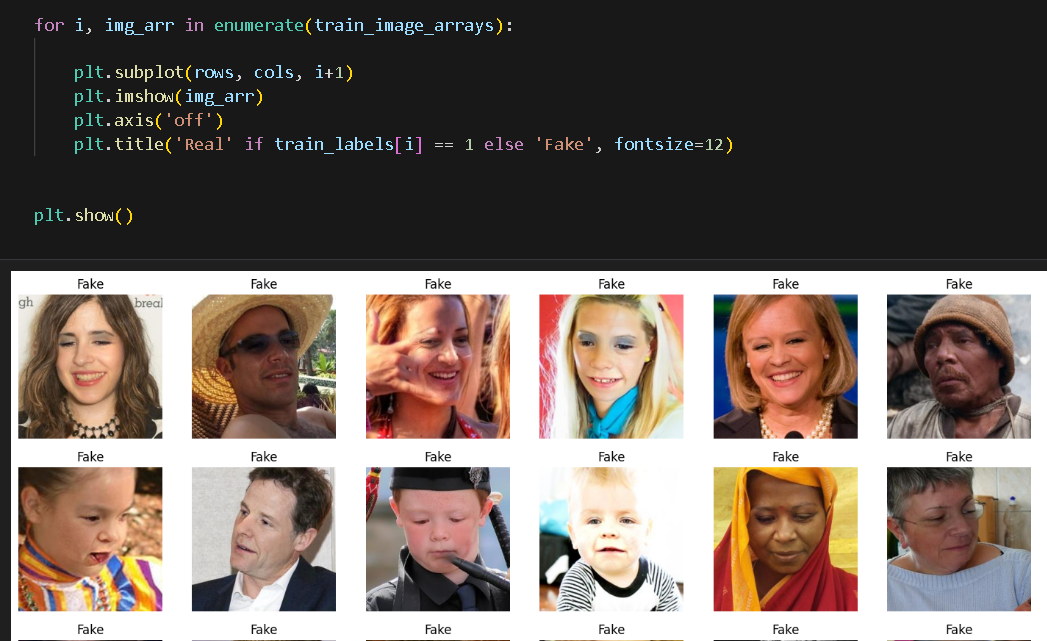 for i, img_arr in enumerate(train_image_arrays):
plt.subplot(rows, cols, i+1)
plt.imshow(img_arr)
plt.axis('off')
plt.title('Real' if train_labels[i] == 1 else 'Fake', fontsize=12)
plt.show()
Fake Fake Fake Fake Fake Fake
gh breal
Fake Fake Fake Fake Fake Fake
Fake Fake Fake Fake Fake Fake